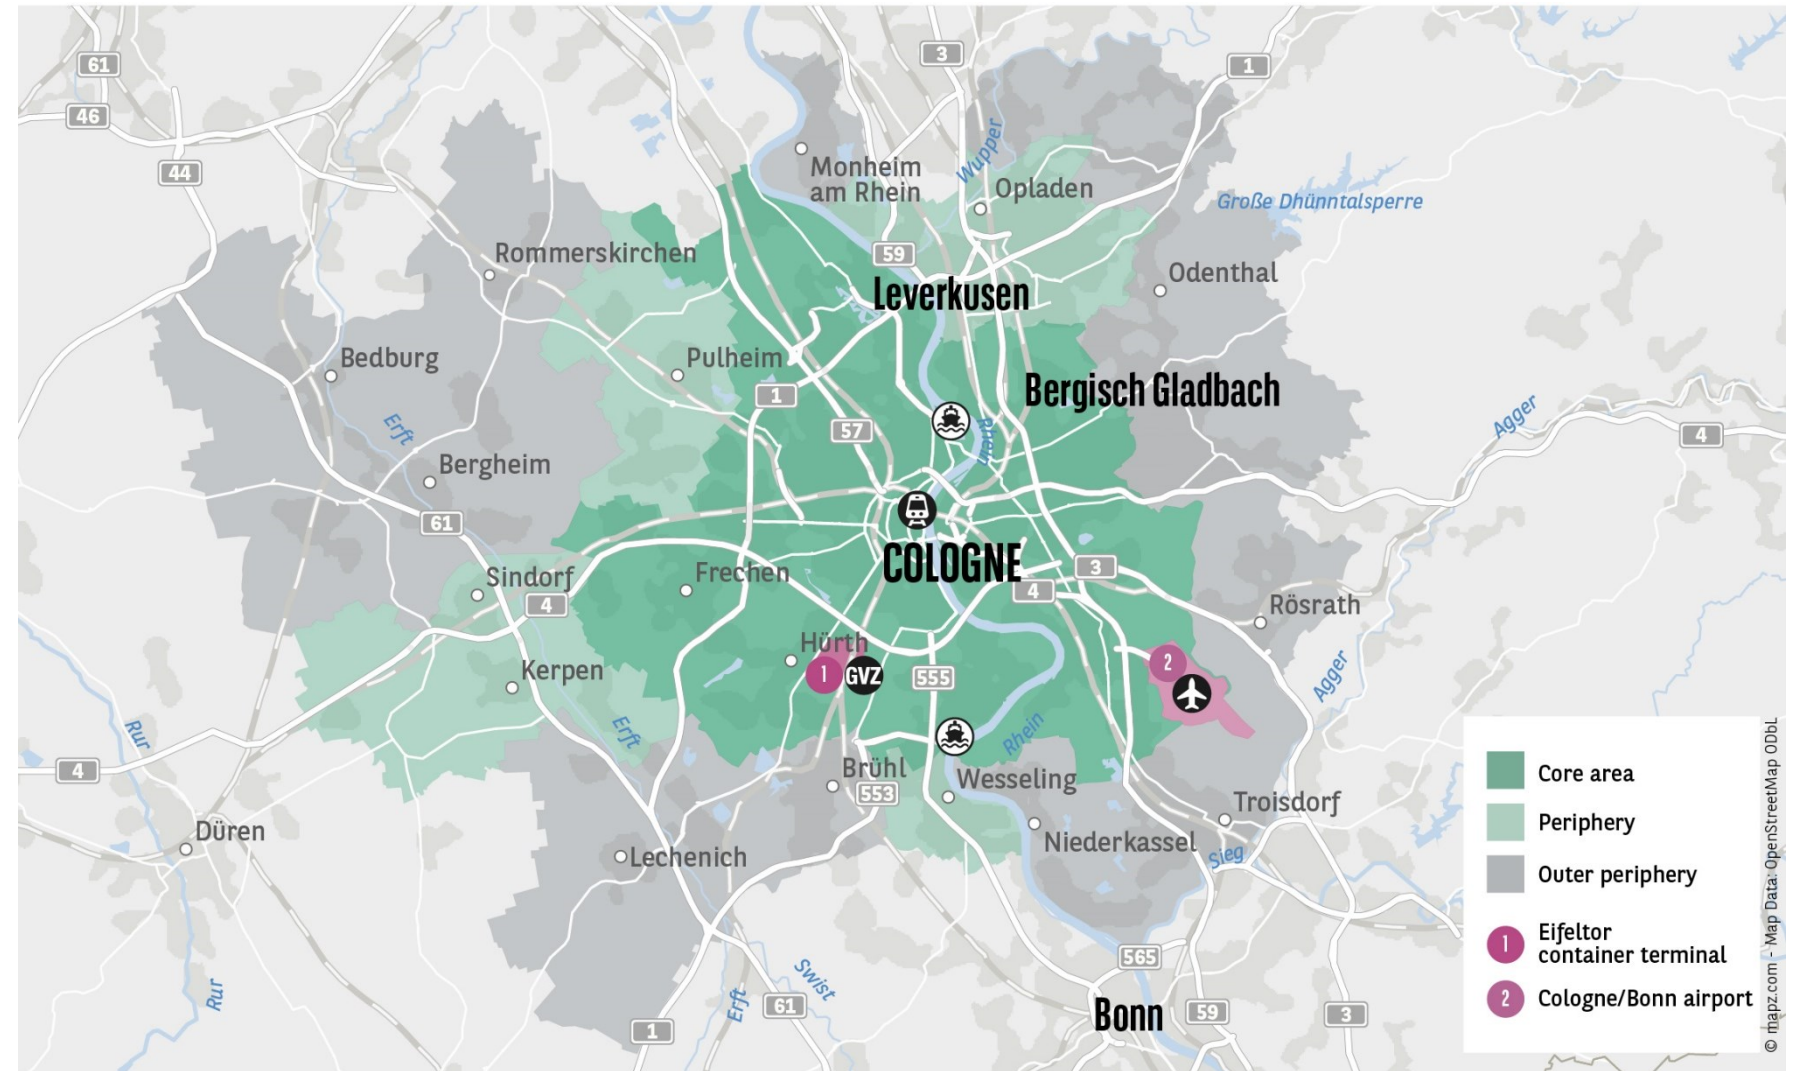 3
1
61
46
44
Monheim
am Rhein
Wupper
Opladen
Große Dhünntalsperre
Rommerskirchen
59
Odenthal
Leverkusen
Bedburg
Pulheim
1
Bergisch Gladbach
Erft
57
Rhein
Agger
4
Bergheim
61
COLOGNE
Sindorf
Frechen
3
4
4
Rösrath
Hürth
Kerpen
1
GVZ
555
2
Agger
Rur
Erft
Rhein
4
Brühl
553
Wesseling
Troisdorf
Düren
Niederkassel
Sieg
Lechenich
565
Rur
Swist
Erft
61
1
Bonn
59
3
Core area
Periphery
Outer periphery
1
Eifeltor
container terminal
2
Cologne/Bonn airport
© mapz.com - Map Data: OpenStreetMap ODbL